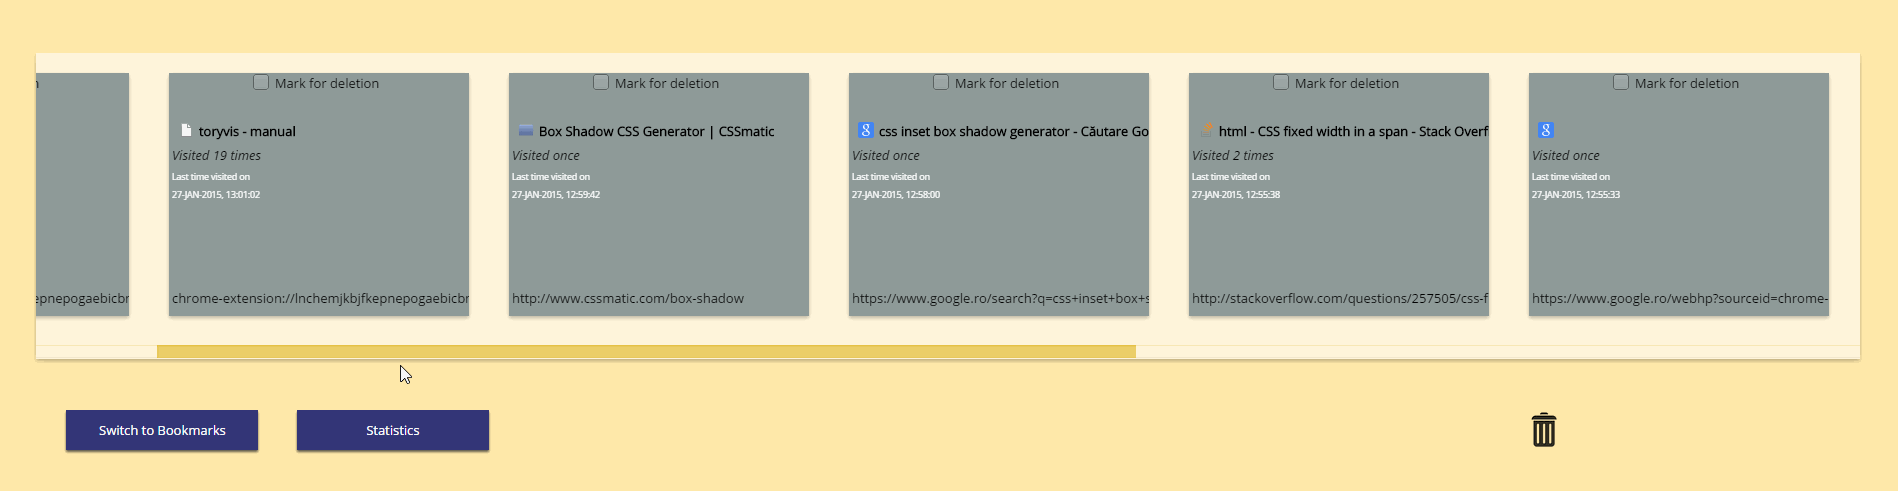 Mark for deletion
toryvis - manual
Visited 19 times
Last time visited on
27-JAN-2015, 13:01:02
chrome-extension://lnchemjkbjfkepnepogaebicbr
Mark for deletion
Box Shadow CSS Generator | CSSmatic
Visited once
Last time visited on
27-JAN-2015, 12:59:42
http://www.cssmatic.com/box-shadow
Mark for deletion
css inset box shadow generator - Căutare Go
Visited once
Last time visited on
27-JAN-2015, 12:58:00
https://www.google.ro/search?q=css+inset+box+s
Mark for deletion
html - CSS fixed width in a span - Stack Overf
Visited 2 times
Last time visited on
27-JAN-2015, 12:55:38
http://stackoverflow.com/questions/257505/css-f
Mark for deletion
Visited once
Last time visited on
27-JAN-2015, 12:55:33
https://www.google.ro/webhp?sourceid=chrome-
epnepogaebicbr
Switch to Bookmarks
Statistics